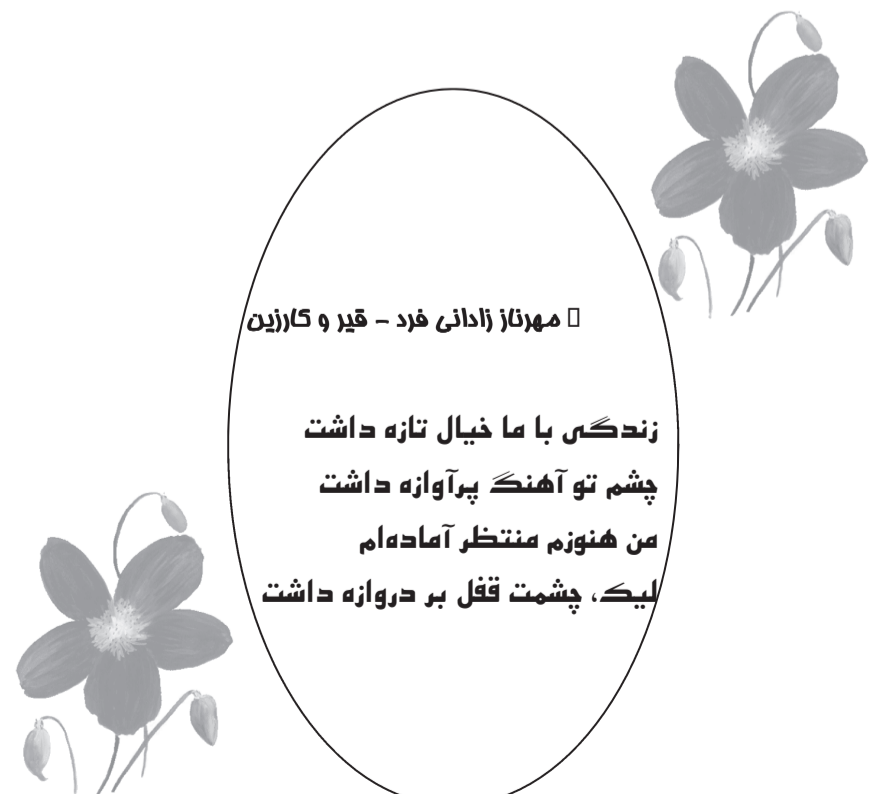 مهرناز زادانی فرد - قیر و کارزین
زندگی با ما خیال تازه داشت
چشم تو آهنگ پرآوازه داشت
من هنوزم منتظر آماده‌ام
لیک، چشمت قفل بر دروازه داشت